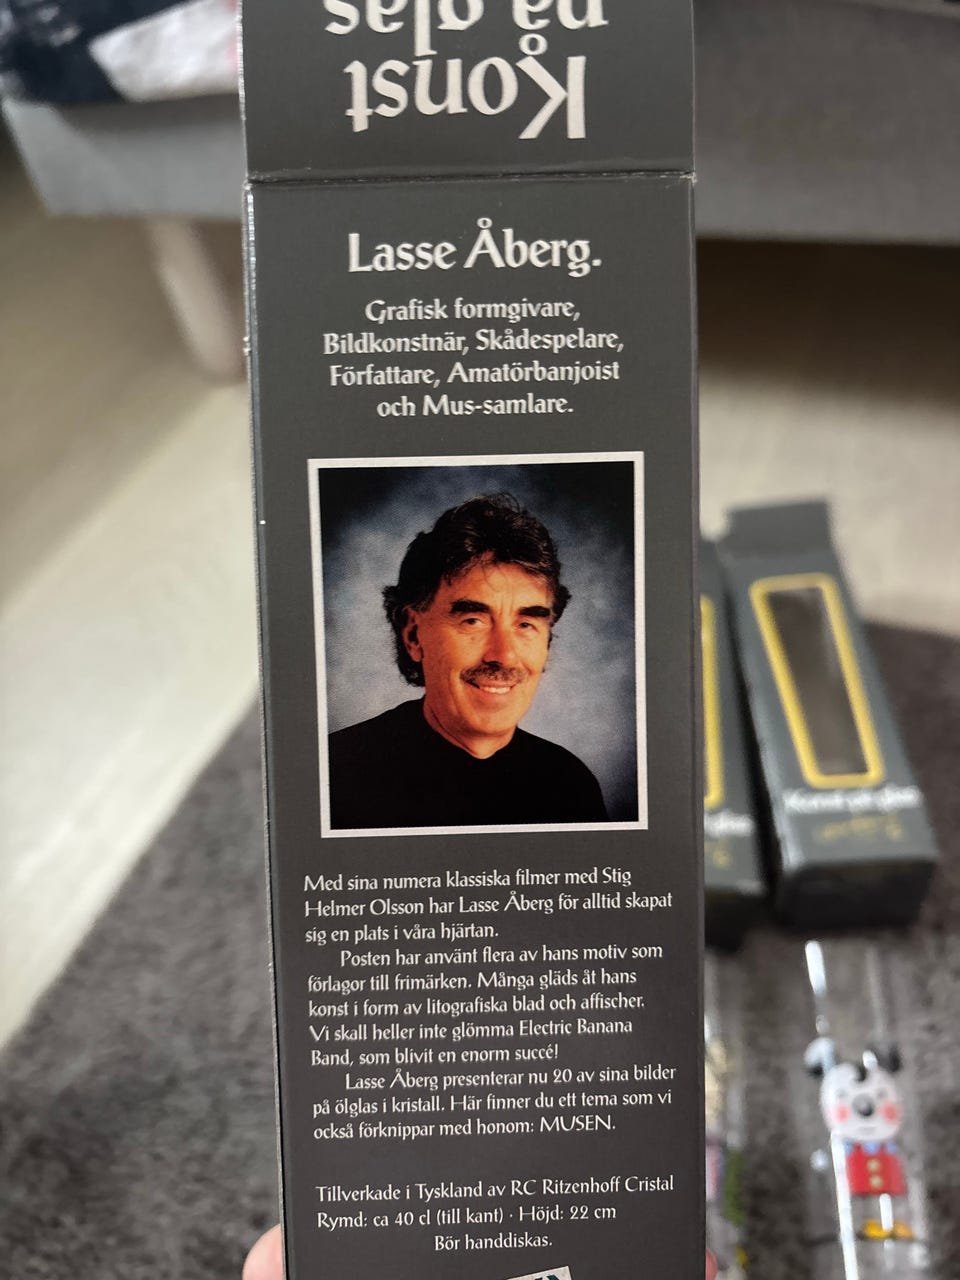 Konst
på glas
Lasse Åberg.
Grafisk formgivare,
Bildkonstnär, Skådespelare,
Författare, Amatörbanjoist
och Mus-samlare.
Med sina numera klassiska filmer med Stig
Helmer Olsson har Lasse Åberg för alltid skapat
sig en plats i våra hjärtan.
Posten har använt flera av hans motiv som
förlagor till frimärken. Många gläds åt hans
konst i form av litografiska blad och affischer.
Vi skall heller inte glömma Electric Banana
Band, som blivit en enorm succé!
Lasse Åberg presenterar nu 20 av sina bilder
på ölglas i kristall. Här finner du ett tema som vi
också förknippar med honom: MUSEN.
Tillverkade i Tyskland av RC Ritzenhoff Cristal
Rymd: ca 40 cl (till kant) · Höjd: 22 cm
Bör handdiskas.
Konst på glas